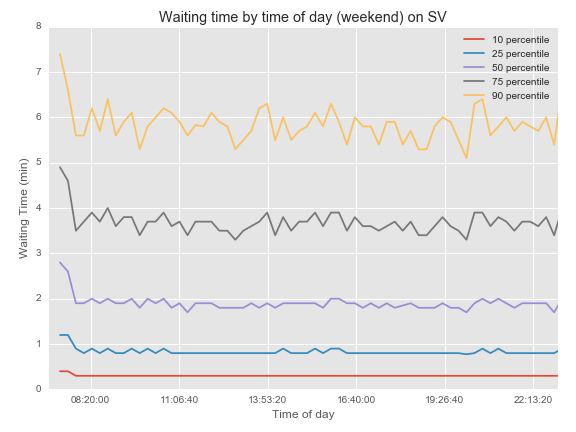 Waiting time by time of day (weekend) on SV
10 percentile
25 percentile
50 percentile
75 percentile
90 percentile
Waiting Time (min)
8
7
6
5
4
3
2
1
0
08:20:00 11:06:40 13:53:20 16:40:00 19:26:40 22:13:20
Time of day